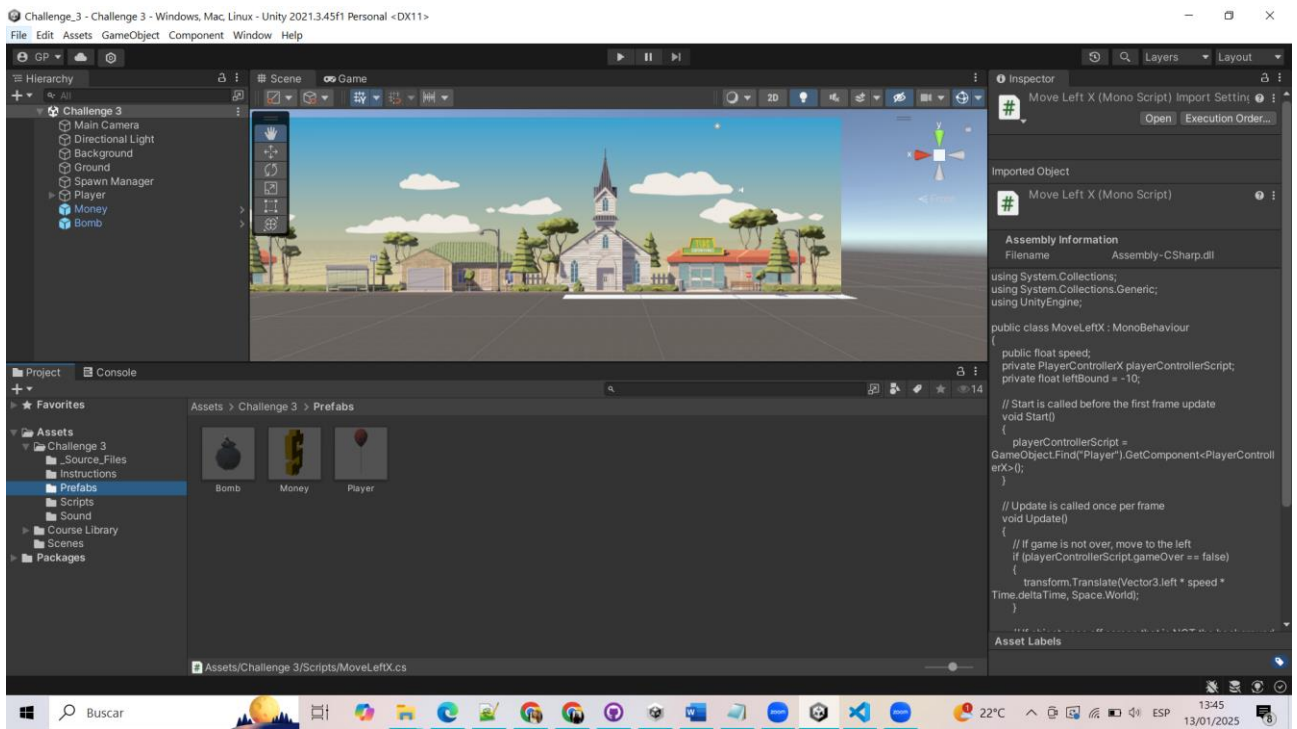 Challenge_3 - Challenge 3 - Windows, Mac, Linux - Unity 2021.3.45f1 Personal <DX11>
File Edit Assets GameObject Component Window Help
GP
Layers Layout
Hierarchy
All
Challenge 3
Main Camera
Directional Light
Background
Ground
Spawn Manager
Player
Money
Bomb
Scene Game
2D
y
x
Inspector
Move Left X (Mono Script) Import Setting
Open Execution Order...
Imported Object
Move Left X (Mono Script)
Assembly Information
Filename Assembly-CSharp.dll
using System.Collections;
using System.Collections.Generic;
using UnityEngine;
public class MoveLeftX : MonoBehaviour
{
public float speed;
private PlayerControllerX playerControllerScript;
private float leftBound = -10;
// Start is called before the first frame update
void Start()
{
playerControllerScript =
GameObject.Find("Player").GetComponent<PlayerControll
erX>();
}
// Update is called once per frame
void Update()
{
// If game is not over, move to the left
if (playerControllerScript.gameOver == false)
{
transform.Translate(Vector3.left * speed *
Time.deltaTime, Space.World);
}
Asset Labels
Project Console
14
Favorites
Assets
Challenge 3
_Source_Files
Instructions
Prefabs
Scripts
Sound
Course Library
Scenes
Packages
Assets > Challenge 3 > Prefabs
Bomb Money Player
Assets/Challenge 3/Scripts/MoveLeftX.cs
Buscar
22°C
ESP
13:45
13/01/2025